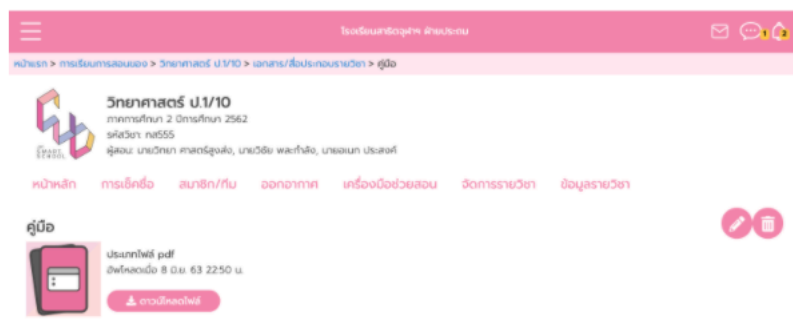 โรงเรียนสาธิตจุฬาฯ ฝ่ายประถม
1
2
หน้าแรก > การเรียนการสอนของ > วิทยาศาสตร์ ป.1/10 > เอกสาร/สื่อประกอบรายวิชา > คู่มือ
วิทยาศาสตร์ ป.1/10
ภาคการศึกษา 2 ปีการศึกษา 2562
รหัสวิชา: กส555
ผู้สอน: นายวิทยา ศาสตร์สูงส่ง, นายวิชัย พละกำลัง, นายอเนก ประสงค์
SMART
SCHOOL
หน้าหลัก การเช็คชื่อ สมาชิก/ทีม ออกอากาศ เครื่องมือช่วยสอน จัดการรายวิชา ข้อมูลรายวิชา
คู่มือ
ประเภทไฟล์ pdf
อัพโหลดเมื่อ 8 มิ.ย. 63 22:50 น.
ดาวน์โหลดไฟล์